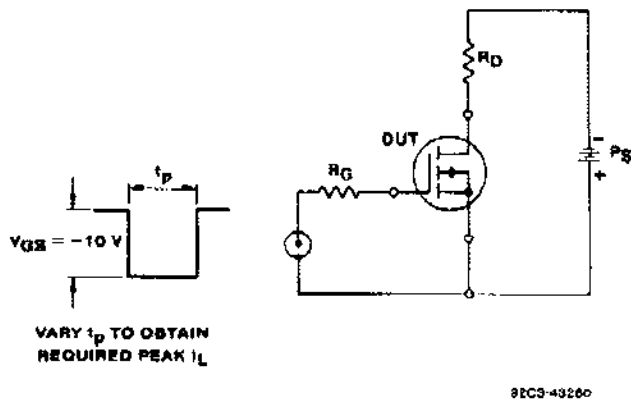 RD
DUT
tp
RG
- PS
+
VGS = -10 V
VARY tp TO OBTAIN
REQUIRED PEAK IL
92CS-43260